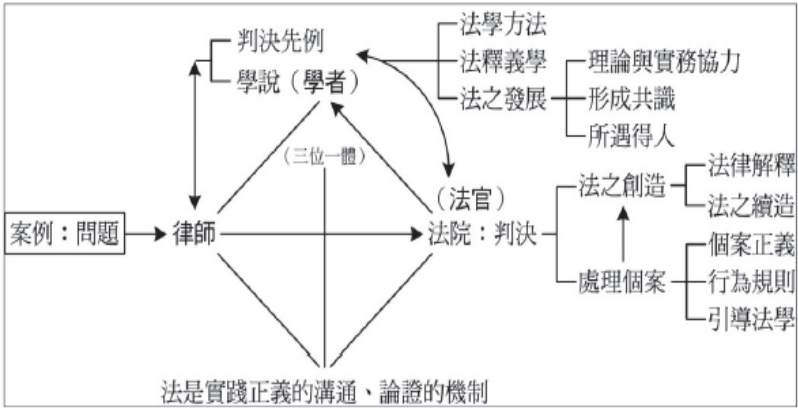 判決先例
學說（學者）
法學方法
法釋義學
法之發展
理論與實務協力
形成共識
所遇得人
（三位一體）
（法官）
案例：問題
律師
法院：判決
法之創造
法律解釋
法之續造
處理個案
個案正義
行為規則
引導法學
法是實踐正義的溝通、論證的機制